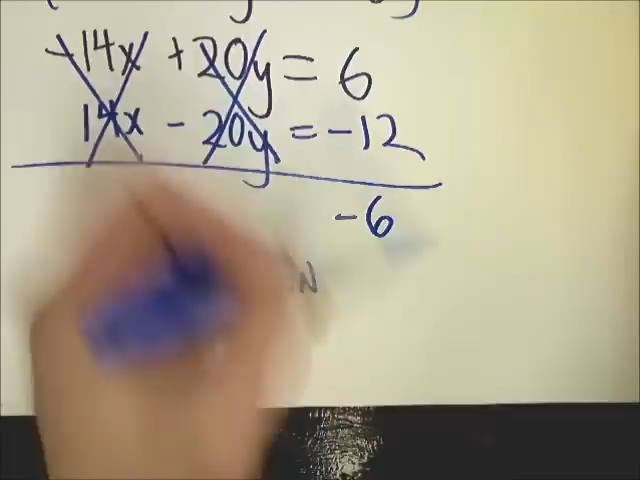 -14x + 20y = 6
14x - 20y = -12
-6
N